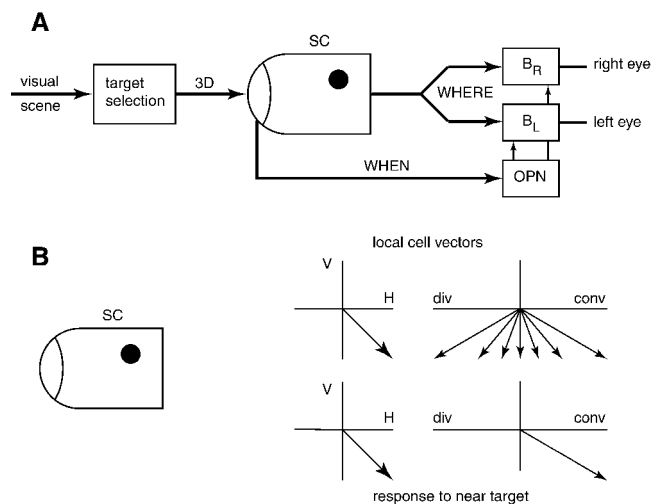 A
SC
visual
scene
target
selection
3D
WHERE
B_R
right eye
B_L
left eye
WHEN
OPN
B
local cell vectors
SC
V
H
div
conv
V
H
div
conv
response to near target